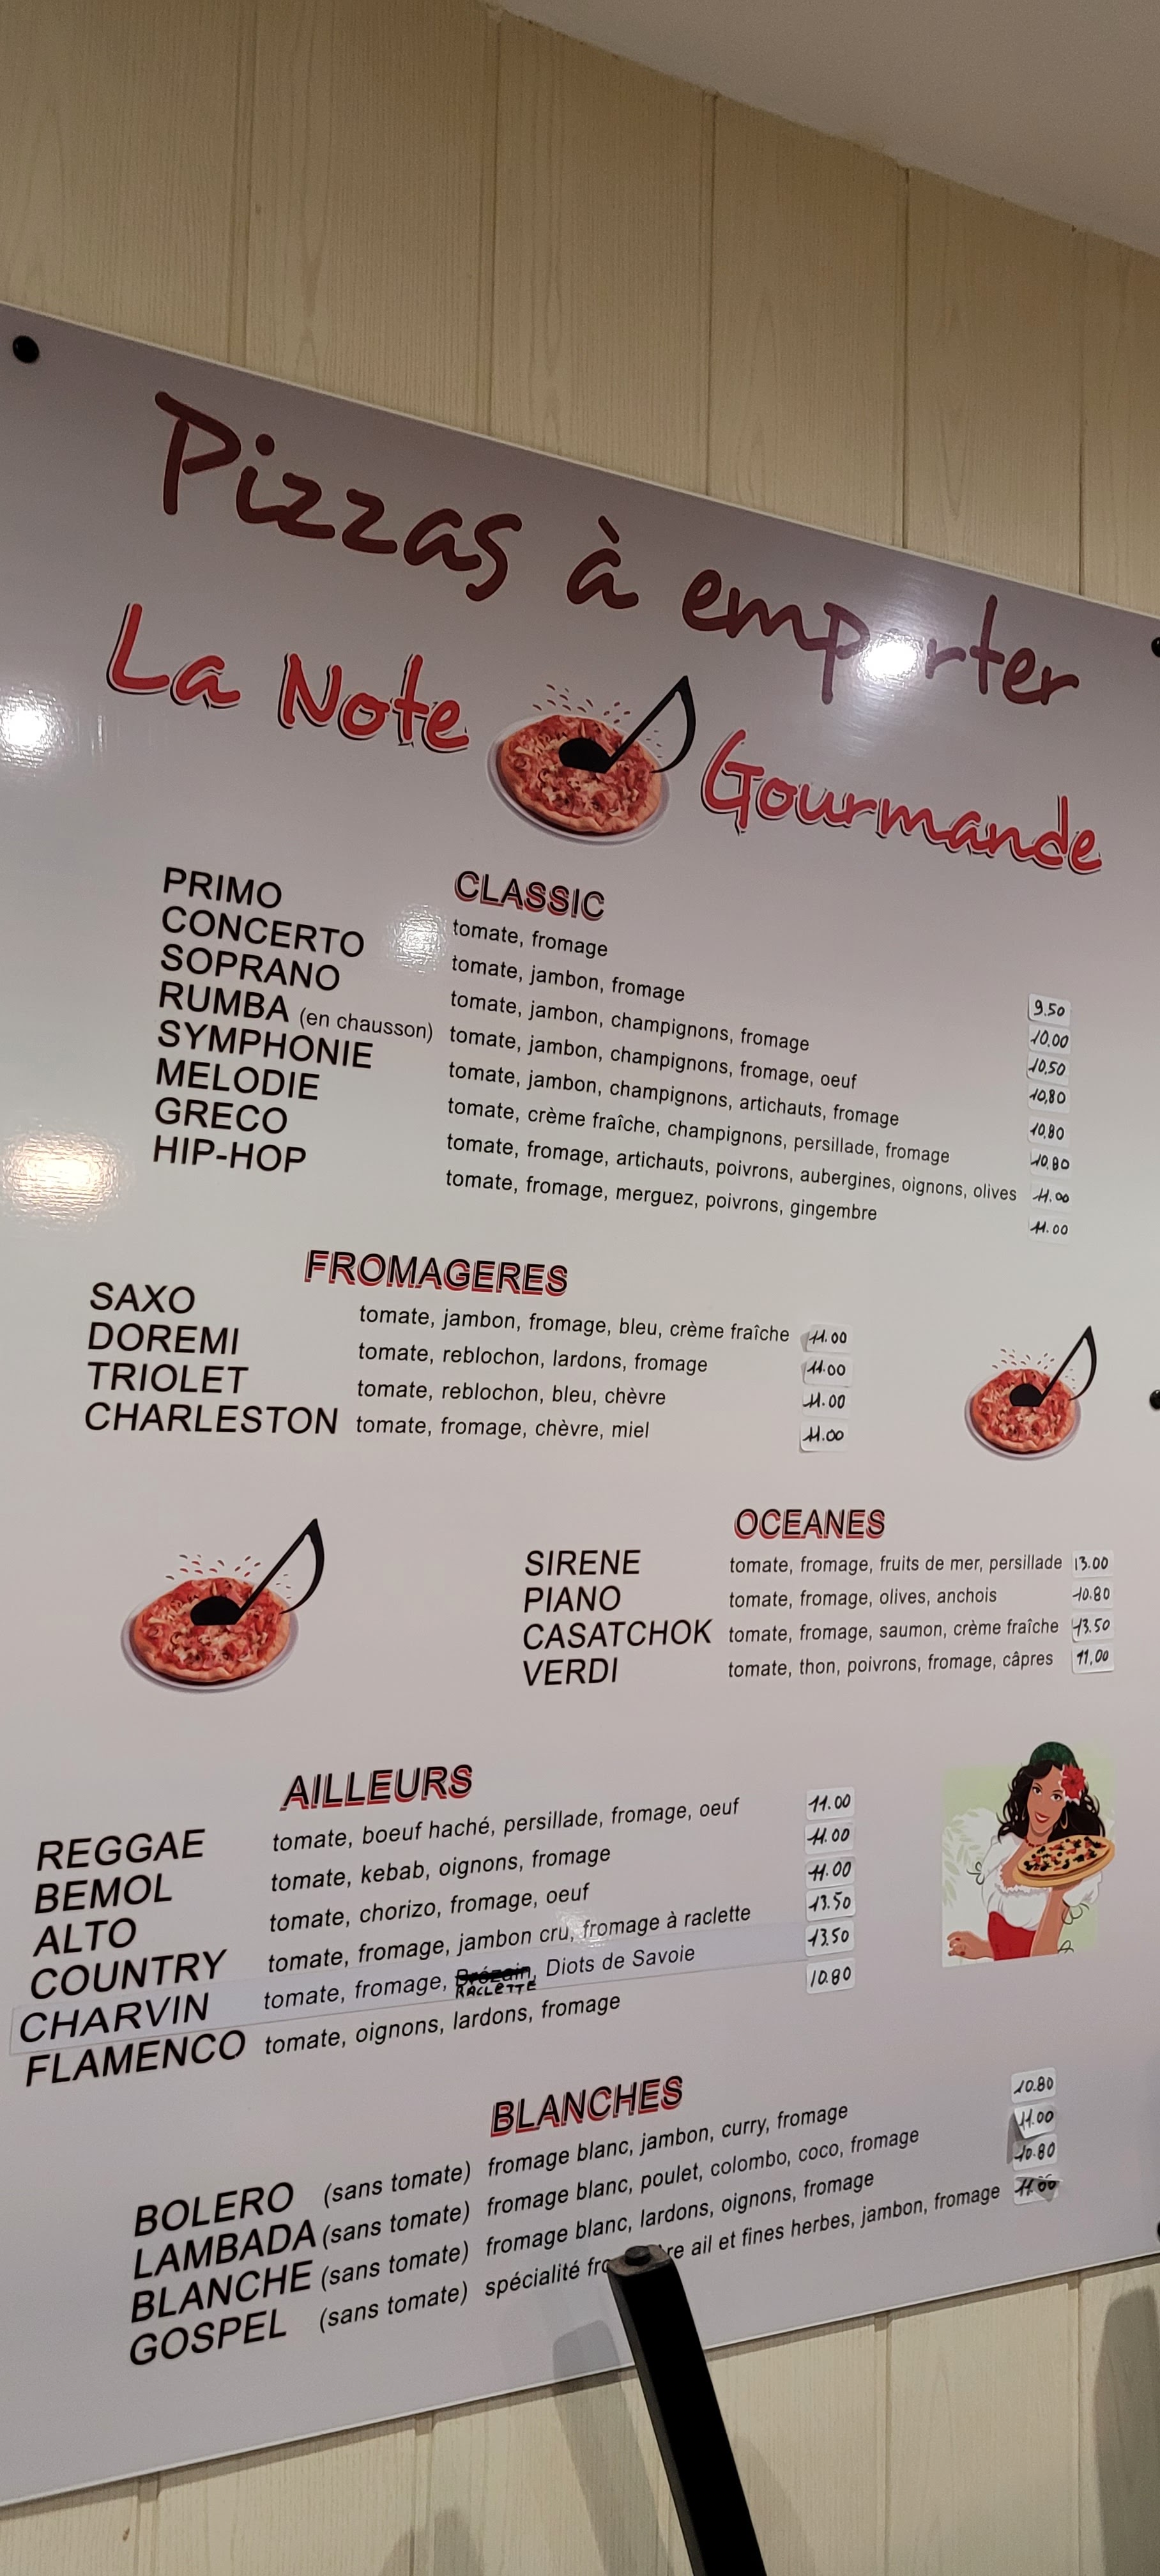 Pizzas à emporter
La Note Gourmande
CLASSIC
PRIMO tomate, fromage 9.50
CONCERTO tomate, jambon, fromage 10.00
SOPRANO tomate, jambon, champignons, fromage 10,50
RUMBA (en chausson) tomate, jambon, champignons, fromage, oeuf 10,80
SYMPHONIE tomate, jambon, champignons, artichauts, fromage 10,80
MELODIE tomate, crème fraîche, champignons, persillade, fromage 10,80
GRECO tomate, fromage, artichauts, poivrons, aubergines, oignons, olives 11.00
HIP-HOP tomate, fromage, merguez, poivrons, gingembre 11.00
FROMAGERES
SAXO tomate, jambon, fromage, bleu, crème fraîche 11.00
DOREMI tomate, reblochon, lardons, fromage 11.00
TRIOLET tomate, reblochon, bleu, chèvre 11.00
CHARLESTON tomate, fromage, chèvre, miel 11.00
OCEANES
SIRENE tomate, fromage, fruits de mer, persillade 13.00
PIANO tomate, fromage, olives, anchois 10.80
CASATCHOK tomate, fromage, saumon, crème fraîche 13.50
VERDI tomate, thon, poivrons, fromage, câpres 11,00
AILLEURS
REGGAE tomate, boeuf haché, persillade, fromage, oeuf 11.00
BEMOL tomate, kebab, oignons, fromage 11.00
ALTO tomate, chorizo, fromage, oeuf 11.00
COUNTRY tomate, fromage, jambon cru, fromage à raclette 13.50
CHARVIN tomate, fromage, Brézain, Diots de Savoie 13.50
RACLETTE
FLAMENCO tomate, oignons, lardons, fromage 10.80
BLANCHES
BOLERO (sans tomate) fromage blanc, jambon, curry, fromage 10.80
LAMBADA (sans tomate) fromage blanc, poulet, colombo, coco, fromage 11.00
BLANCHE (sans tomate) fromage blanc, lardons, oignons, fromage 10.80
GOSPEL (sans tomate) spécialité ail et fines herbes, jambon, fromage 11.00